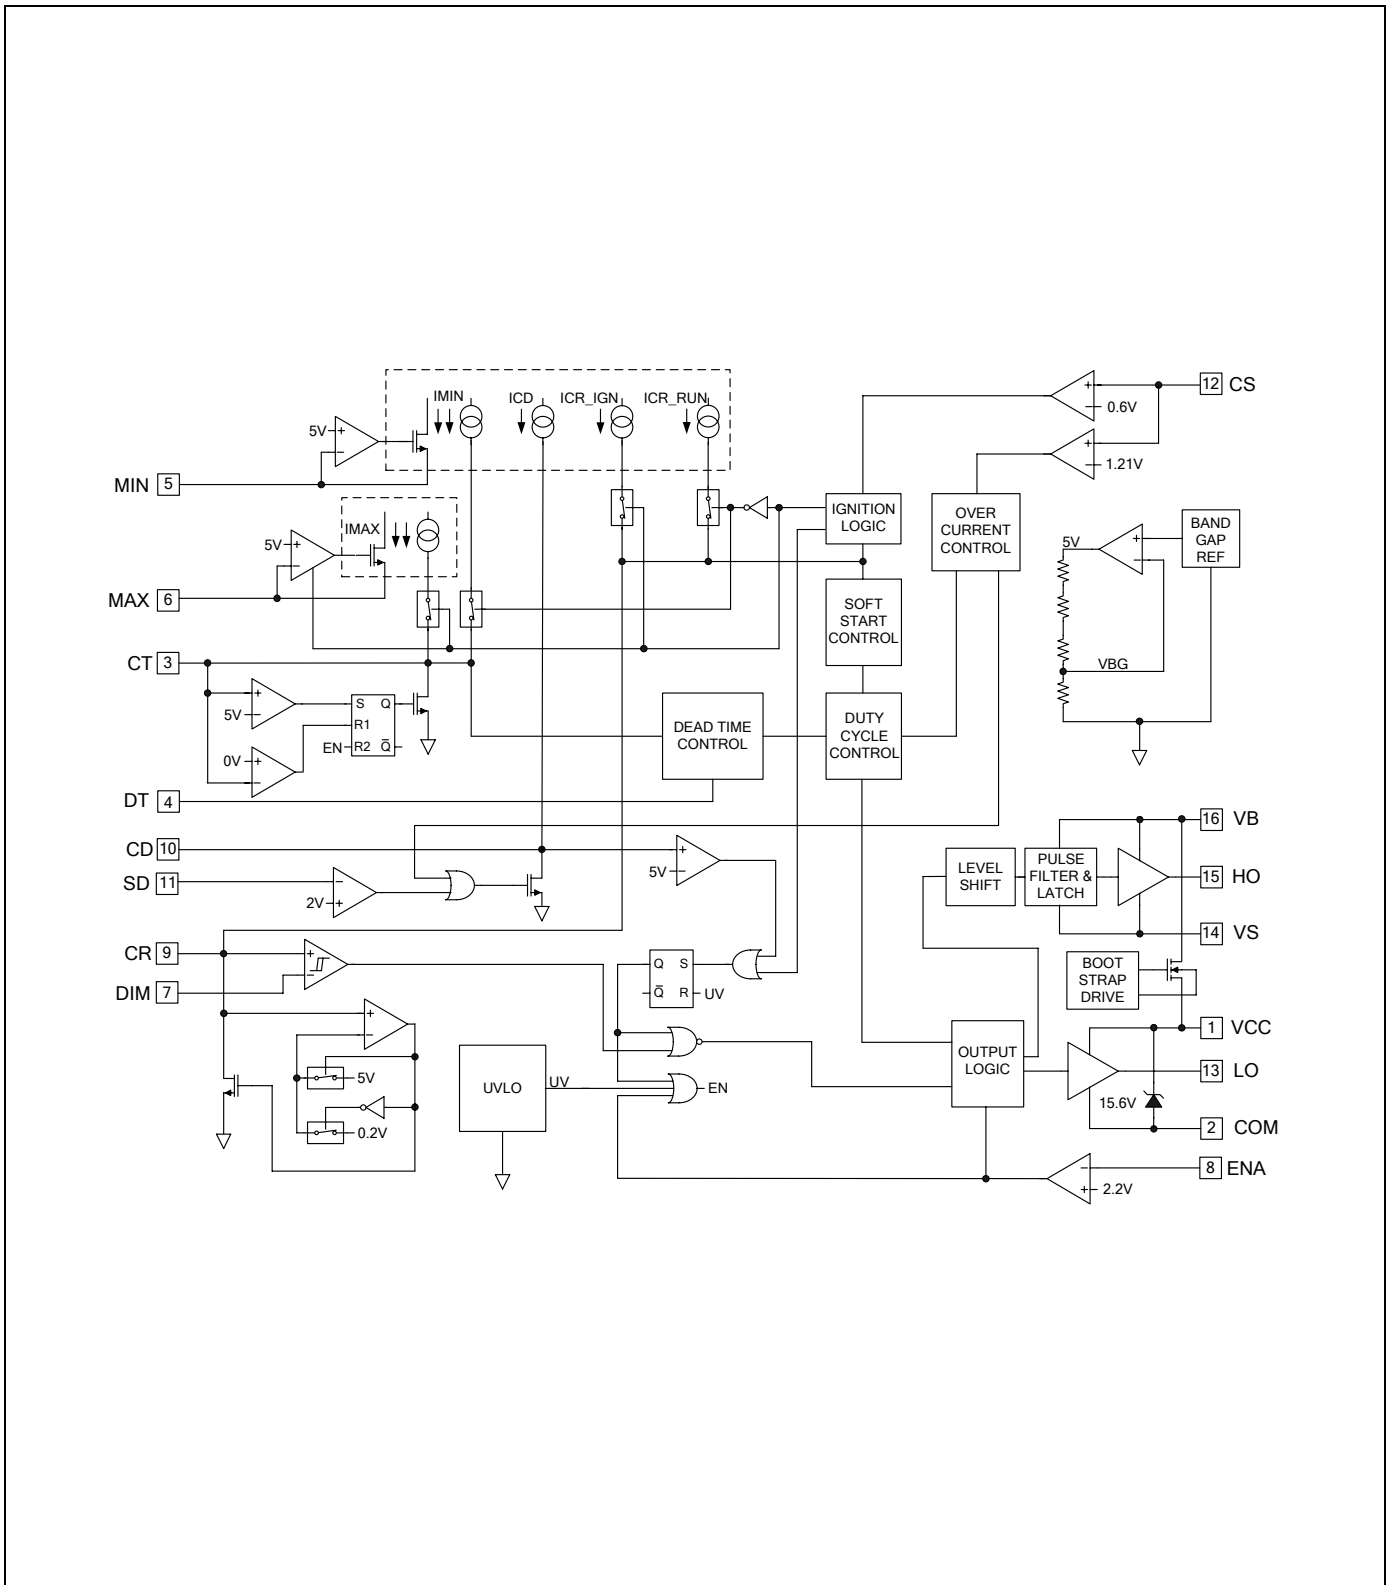 IMIN
ICD
ICR_IGN
ICR_RUN
5V
+
−
MIN
5
IMAX
5V
+
−
MAX
6
CT
3
+
5V
−
0V
+
−
S
Q
R1
EN
R2
Q̅
DT
4
CD
10
SD
11
−
2V
+
CR
9
DIM
7
+
−
+
−
5V
0.2V
UVLO
UV
EN
Q
S
Q̅
R
UV
+
5V
−
DEAD TIME
CONTROL
IGNITION
LOGIC
SOFT
START
CONTROL
DUTY
CYCLE
CONTROL
OVER
CURRENT
CONTROL
+
−
0.6V
12
CS
+
−
1.21V
5V
+
−
BAND
GAP
REF
VBG
LEVEL
SHIFT
PULSE
FILTER &
LATCH
16
VB
15
HO
14
VS
BOOT
STRAP
DRIVE
OUTPUT
LOGIC
1
VCC
13
LO
15.6V
2
COM
8
ENA
−
+
2.2V